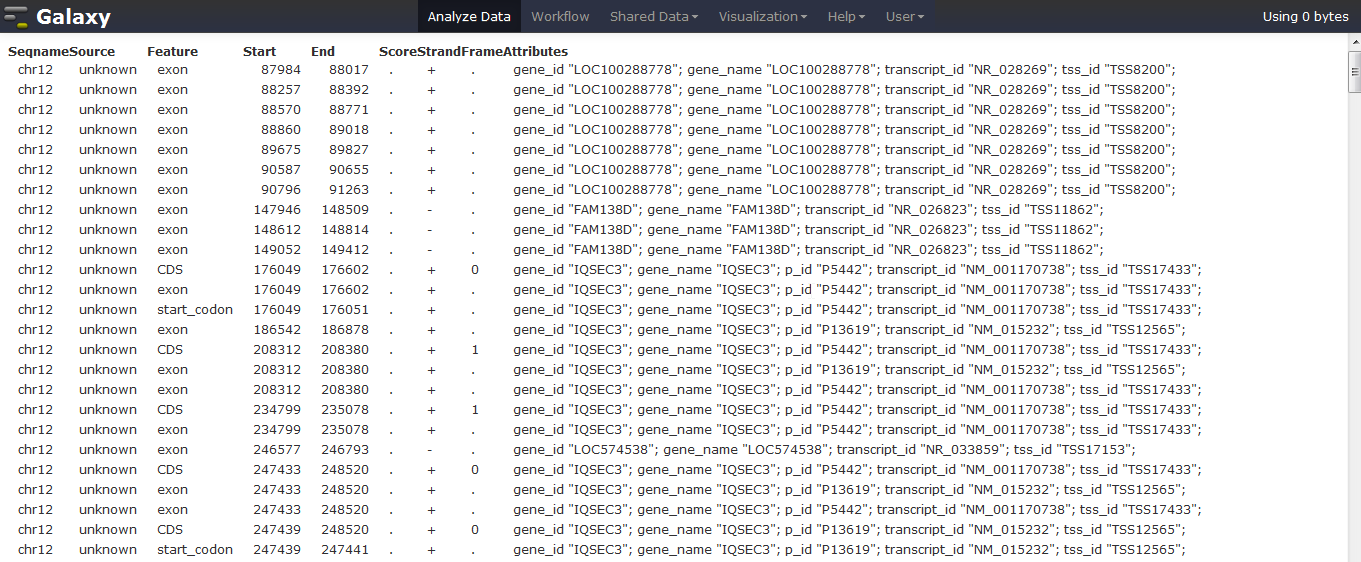 Galaxy Analyze Data Workflow Shared Data Visualization Help User Using 0 bytes
Seqname Source Feature Start End Score Strand Frame Attributes
chr12 unknown exon 87984 88017 . + . gene_id "LOC100288778"; gene_name "LOC100288778"; transcript_id "NR_028269"; tss_id "TSS8200";
chr12 unknown exon 88257 88392 . + . gene_id "LOC100288778"; gene_name "LOC100288778"; transcript_id "NR_028269"; tss_id "TSS8200";
chr12 unknown exon 88570 88771 . + . gene_id "LOC100288778"; gene_name "LOC100288778"; transcript_id "NR_028269"; tss_id "TSS8200";
chr12 unknown exon 88860 89018 . + . gene_id "LOC100288778"; gene_name "LOC100288778"; transcript_id "NR_028269"; tss_id "TSS8200";
chr12 unknown exon 89675 89827 . + . gene_id "LOC100288778"; gene_name "LOC100288778"; transcript_id "NR_028269"; tss_id "TSS8200";
chr12 unknown exon 90587 90655 . + . gene_id "LOC100288778"; gene_name "LOC100288778"; transcript_id "NR_028269"; tss_id "TSS8200";
chr12 unknown exon 90796 91263 . + . gene_id "LOC100288778"; gene_name "LOC100288778"; transcript_id "NR_028269"; tss_id "TSS8200";
chr12 unknown exon 147946 148509 . - . gene_id "FAM138D"; gene_name "FAM138D"; transcript_id "NR_026823"; tss_id "TSS11862";
chr12 unknown exon 148612 148814 . - . gene_id "FAM138D"; gene_name "FAM138D"; transcript_id "NR_026823"; tss_id "TSS11862";
chr12 unknown exon 149052 149412 . - . gene_id "FAM138D"; gene_name "FAM138D"; transcript_id "NR_026823"; tss_id "TSS11862";
chr12 unknown CDS 176049 176602 . + 0 gene_id "IQSEC3"; gene_name "IQSEC3"; p_id "P5442"; transcript_id "NM_001170738"; tss_id "TSS17433";
chr12 unknown exon 176049 176602 . + . gene_id "IQSEC3"; gene_name "IQSEC3"; p_id "P5442"; transcript_id "NM_001170738"; tss_id "TSS17433";
chr12 unknown start_codon 176049 176051 . + . gene_id "IQSEC3"; gene_name "IQSEC3"; p_id "P5442"; transcript_id "NM_001170738"; tss_id "TSS17433";
chr12 unknown exon 186542 186878 . + . gene_id "IQSEC3"; gene_name "IQSEC3"; p_id "P13619"; transcript_id "NM_015232"; tss_id "TSS12565";
chr12 unknown CDS 208312 208380 . + 1 gene_id "IQSEC3"; gene_name "IQSEC3"; p_id "P5442"; transcript_id "NM_001170738"; tss_id "TSS17433";
chr12 unknown exon 208312 208380 . + . gene_id "IQSEC3"; gene_name "IQSEC3"; p_id "P13619"; transcript_id "NM_015232"; tss_id "TSS12565";
chr12 unknown exon 208312 208380 . + . gene_id "IQSEC3"; gene_name "IQSEC3"; p_id "P5442"; transcript_id "NM_001170738"; tss_id "TSS17433";
chr12 unknown CDS 234799 235078 . + 1 gene_id "IQSEC3"; gene_name "IQSEC3"; p_id "P5442"; transcript_id "NM_001170738"; tss_id "TSS17433";
chr12 unknown exon 234799 235078 . + . gene_id "IQSEC3"; gene_name "IQSEC3"; p_id "P5442"; transcript_id "NM_001170738"; tss_id "TSS17433";
chr12 unknown exon 246577 246793 . - . gene_id "LOC574538"; gene_name "LOC574538"; transcript_id "NR_033859"; tss_id "TSS17153";
chr12 unknown CDS 247433 248520 . + 0 gene_id "IQSEC3"; gene_name "IQSEC3"; p_id "P5442"; transcript_id "NM_001170738"; tss_id "TSS17433";
chr12 unknown exon 247433 248520 . + . gene_id "IQSEC3"; gene_name "IQSEC3"; p_id "P13619"; transcript_id "NM_015232"; tss_id "TSS12565";
chr12 unknown exon 247433 248520 . + . gene_id "IQSEC3"; gene_name "IQSEC3"; p_id "P5442"; transcript_id "NM_001170738"; tss_id "TSS17433";
chr12 unknown CDS 247439 248520 . + 0 gene_id "IQSEC3"; gene_name "IQSEC3"; p_id "P13619"; transcript_id "NM_015232"; tss_id "TSS12565";
chr12 unknown start_codon 247439 247441 . + . gene_id "IQSEC3"; gene_name "IQSEC3"; p_id "P13619"; transcript_id "NM_015232"; tss_id "TSS12565";